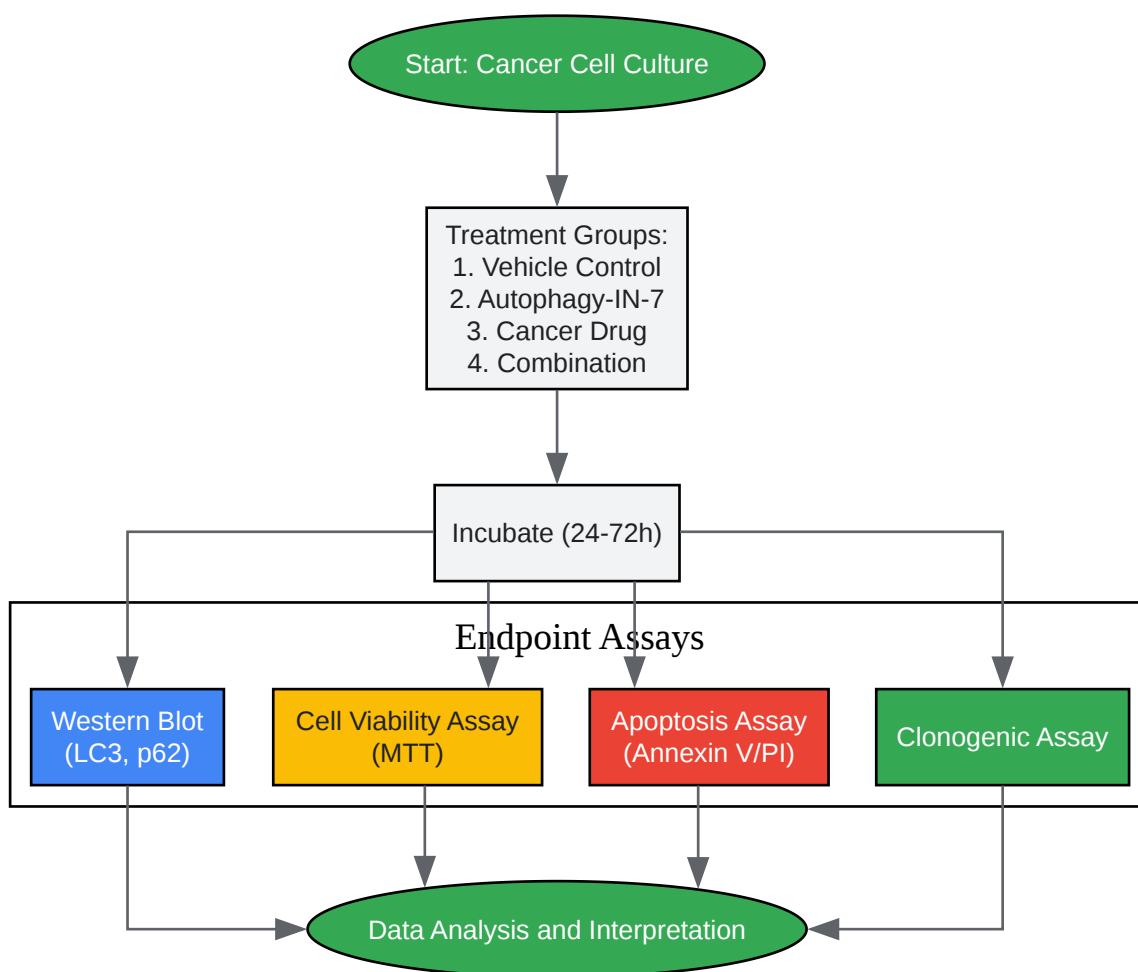 Start: Cancer Cell Culture
Treatment Groups:
1. Vehicle Control
2. Autophagy-IN-7
3. Cancer Drug
4. Combination
Incubate (24-72h)
Endpoint Assays
Western Blot
(LC3, p62)
Cell Viability Assay
(MTT)
Apoptosis Assay
(Annexin V/PI)
Clonogenic Assay
Data Analysis and Interpretation